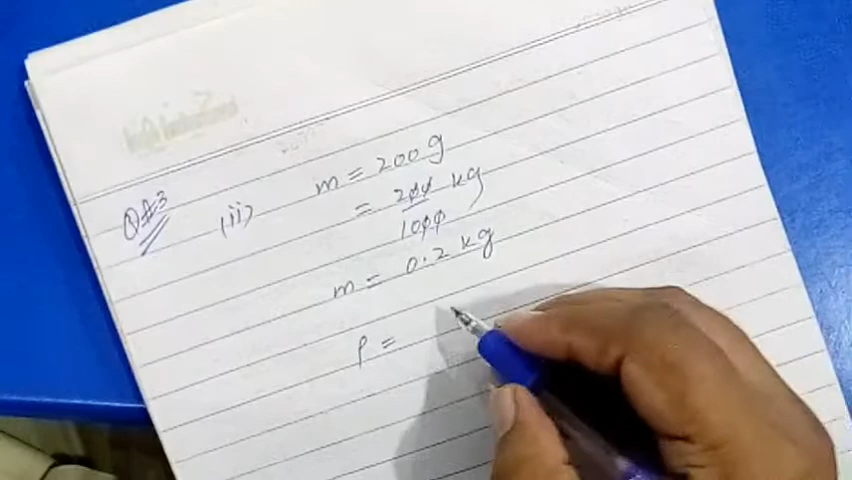 Q#3
(ii) m = 200 g
= 200/1000 kg
m = 0.2 kg
ρ =